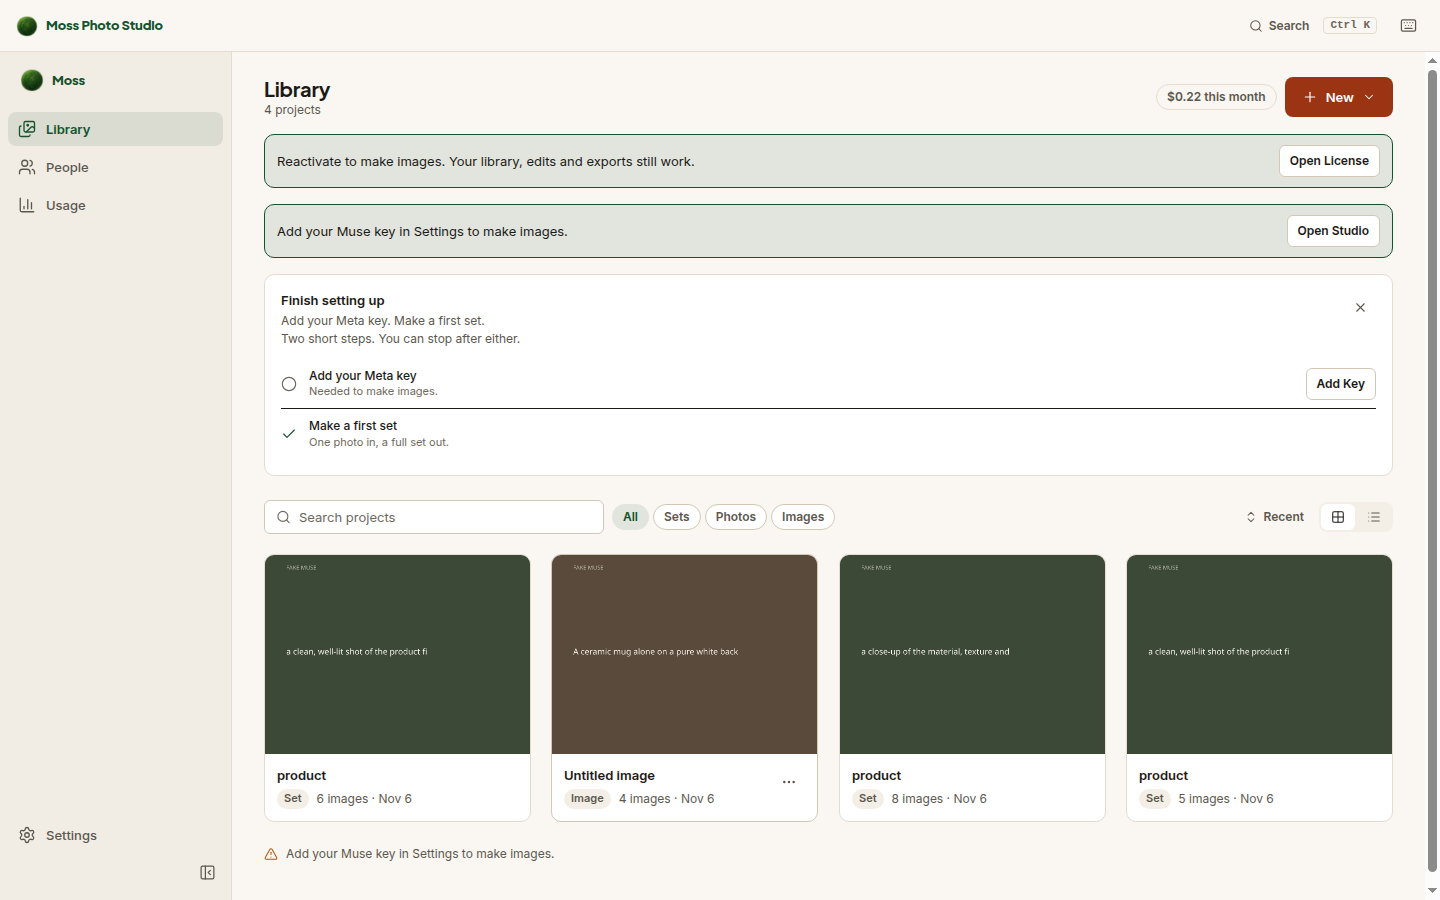 Moss Photo Studio
Search
Ctrl K
Moss
Library
People
Usage
Settings
Library
4 projects
$0.22 this month
New
Reactivate to make images. Your library, edits and exports still work.
Open License
Add your Muse key in Settings to make images.
Open Studio
Finish setting up
Add your Meta key. Make a first set.
Two short steps. You can stop after either.
Add your Meta key
Needed to make images.
Add Key
Make a first set
One photo in, a full set out.
Search projects
All
Sets
Photos
Images
Recent
FAKE MUSE
a clean, well-lit shot of the product fi
product
Set
6 images · Nov 6
FAKE MUSE
A ceramic mug alone on a pure white back
Untitled image
Image
4 images · Nov 6
FAKE MUSE
a close-up of the material, texture and
product
Set
8 images · Nov 6
FAKE MUSE
a clean, well-lit shot of the product fi
product
Set
5 images · Nov 6
Add your Muse key in Settings to make images.